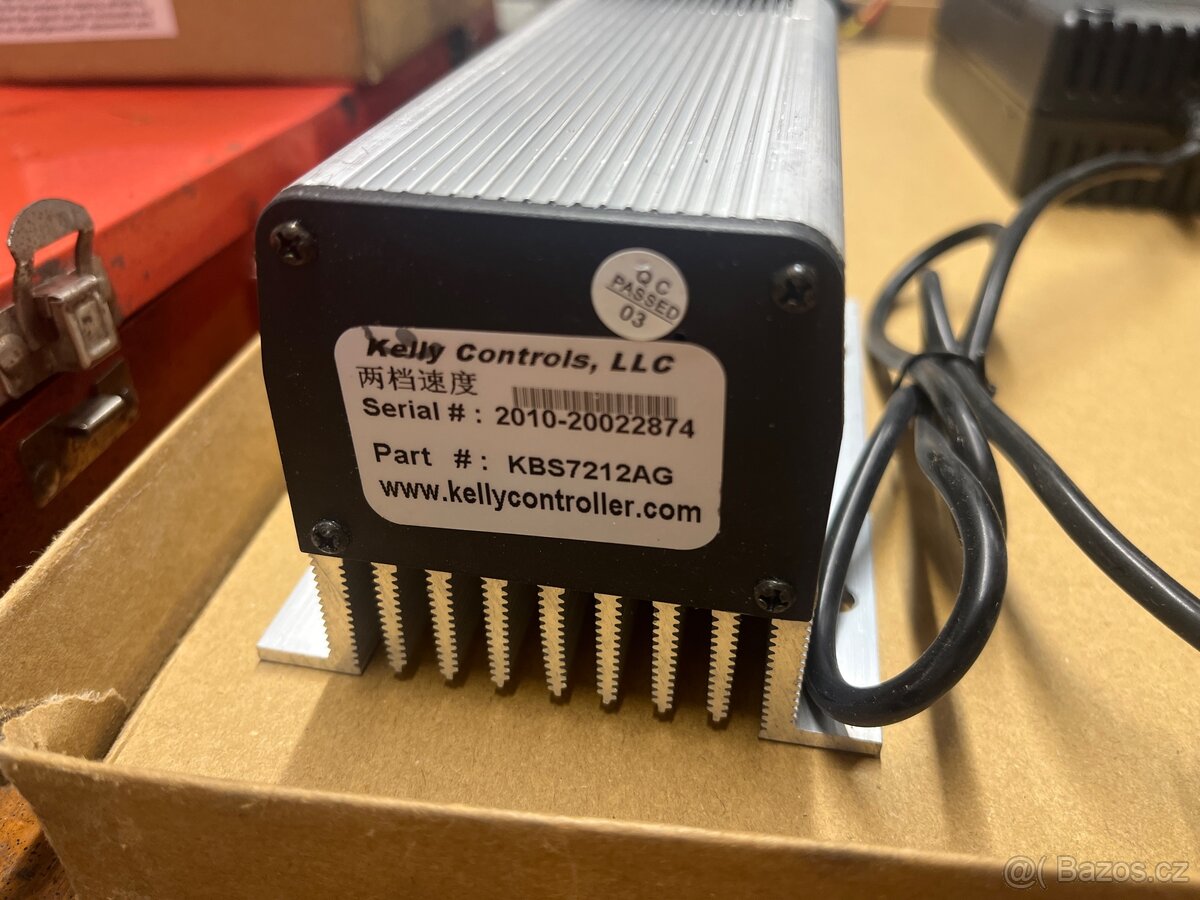 QC
PASSED
03
Kelly Controls, LLC
两档速度
Serial # : 2010-20022874
Part # : KBS7212AG
www.kellycontroller.com
@( Bazos.cz